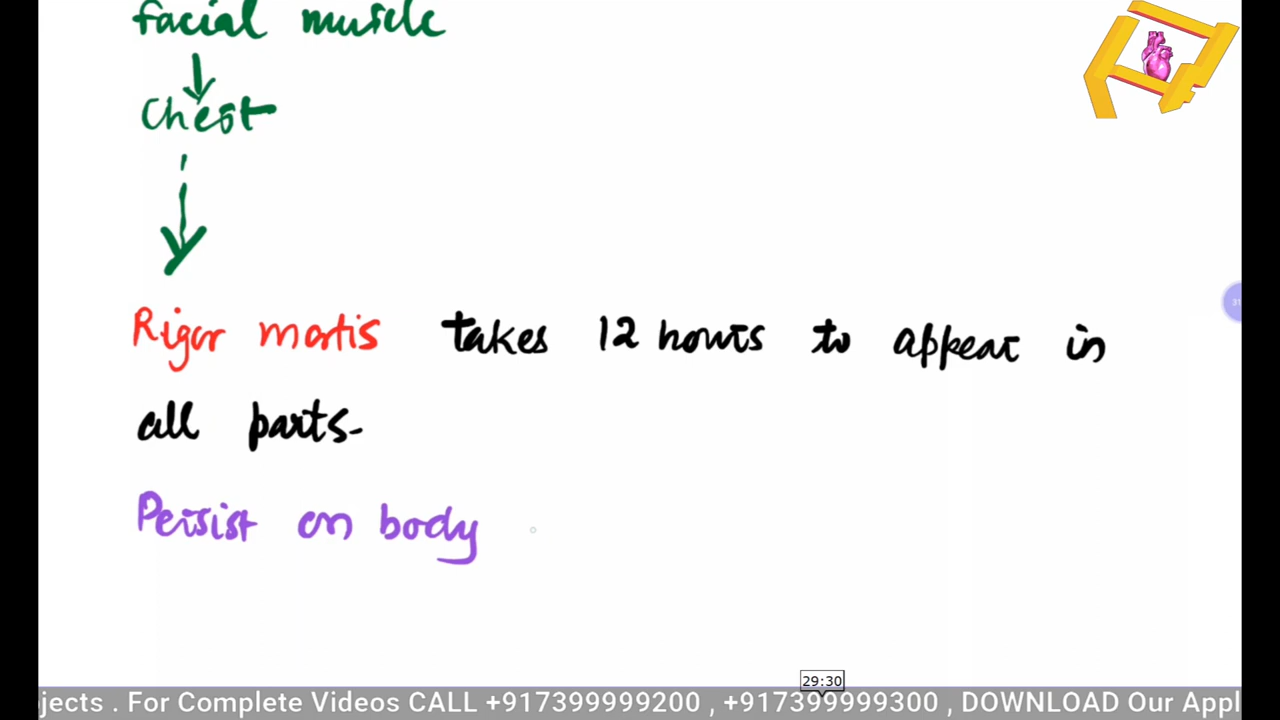 facial muscle
Chest
Rigor mortis takes 12 hours to appear in
all parts.
Persist on body
31
29:30
jects . For Complete Videos CALL +917399999200 , +917399999300 , DOWNLOAD Our Appl